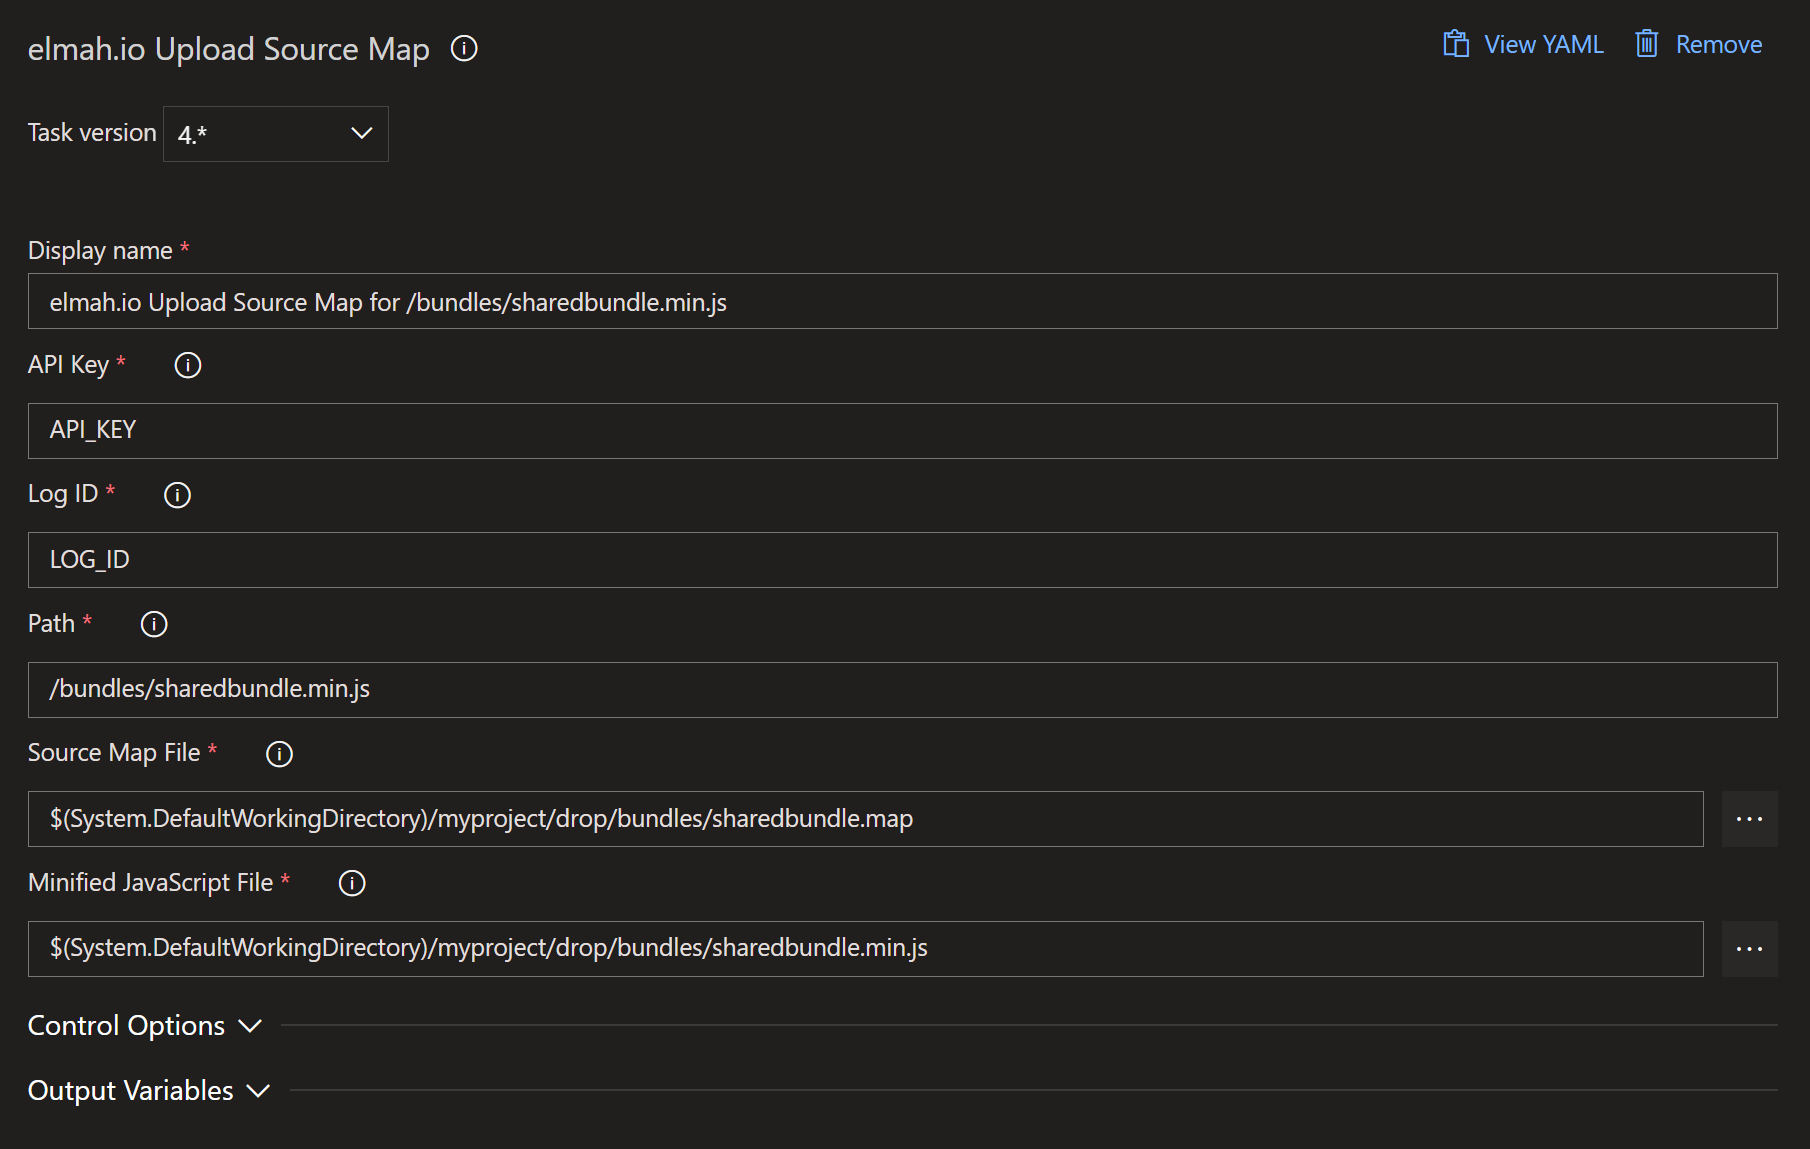 elmah.io Upload Source Map
View YAML
Remove
Task version
4.*
Display name *
elmah.io Upload Source Map for /bundles/sharedbundle.min.js
API Key *
API_KEY
Log ID *
LOG_ID
Path *
/bundles/sharedbundle.min.js
Source Map File *
$(System.DefaultWorkingDirectory)/myproject/drop/bundles/sharedbundle.map
Minified JavaScript File *
$(System.DefaultWorkingDirectory)/myproject/drop/bundles/sharedbundle.min.js
Control Options
Output Variables